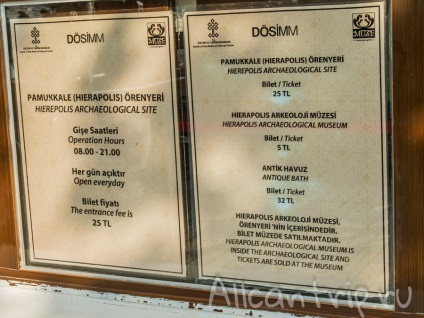 DÖSİMM
MÜZE
PAMUKKALE (HIERAPOLIS) ÖRENYERİ
HIEREPOLIS ARCHAEOLOGICAL SITE
Gişe Saatleri
Operation Hours
08.00 - 21.00
Her gün açıktır
Open everyday
Bilet fiyatı
The entrance fee is
25 TL
DÖSİMM
MÜZE
PAMUKKALE (HIERAPOLIS) ÖRENYERİ
HIEREPOLIS ARCHAEOLOGICAL SITE
Bilet / Ticket
25 TL
HIERAPOLIS ARKEOLOJİ MÜZESİ
HIERAPOLIS ARCHAEOLOGICAL MUSEUM
Bilet / Ticket
5 TL
ANTİK HAVUZ
ANTIQUE BATH
Bilet / Ticket
32 TL
HIERAPOLIS ARKEOLOJİ MÜZESİ,
ÖRENYERİ'NİN İÇERİSİNDEDİR.
BİLET MÜZEDE SATILMAKTADIR.
HIERAPOLIS ARCHAEOLOGICAL MUSEUM IS
INSIDE THE ARCHAEOLOGICAL SITE AND
TICKETS ARE SOLD AT THE MUSEUM
Allcantrip.ru